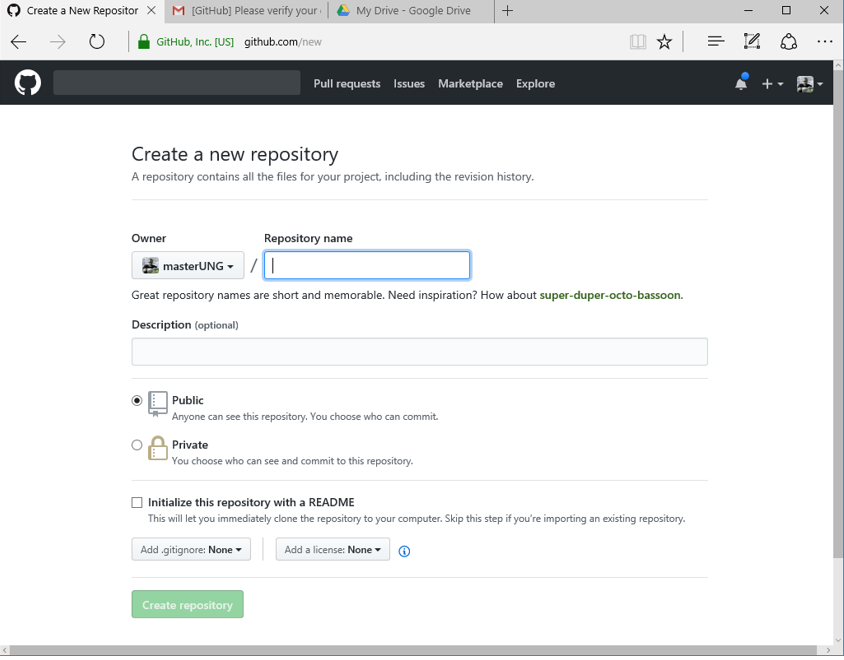 Create a New Repositor
[GitHub] Please verify your
My Drive - Google Drive
GitHub, Inc. [US] github.com/new
Pull requests Issues Marketplace Explore
Create a new repository
A repository contains all the files for your project, including the revision history.
Owner Repository name
masterUNG /
Great repository names are short and memorable. Need inspiration? How about super-duper-octo-bassoon.
Description (optional)
Public
Anyone can see this repository. You choose who can commit.
Private
You choose who can see and commit to this repository.
Initialize this repository with a README
This will let you immediately clone the repository to your computer. Skip this step if you're importing an existing repository.
Add .gitignore: None Add a license: None
Create repository